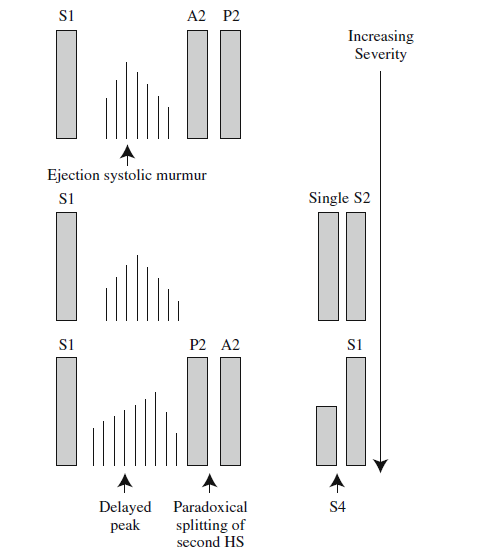 S1 A2 P2
Increasing
Severity
Ejection systolic murmur
S1 Single S2
S1 P2 A2 S1
Delayed
peak
Paradoxical
splitting of
second HS
S4